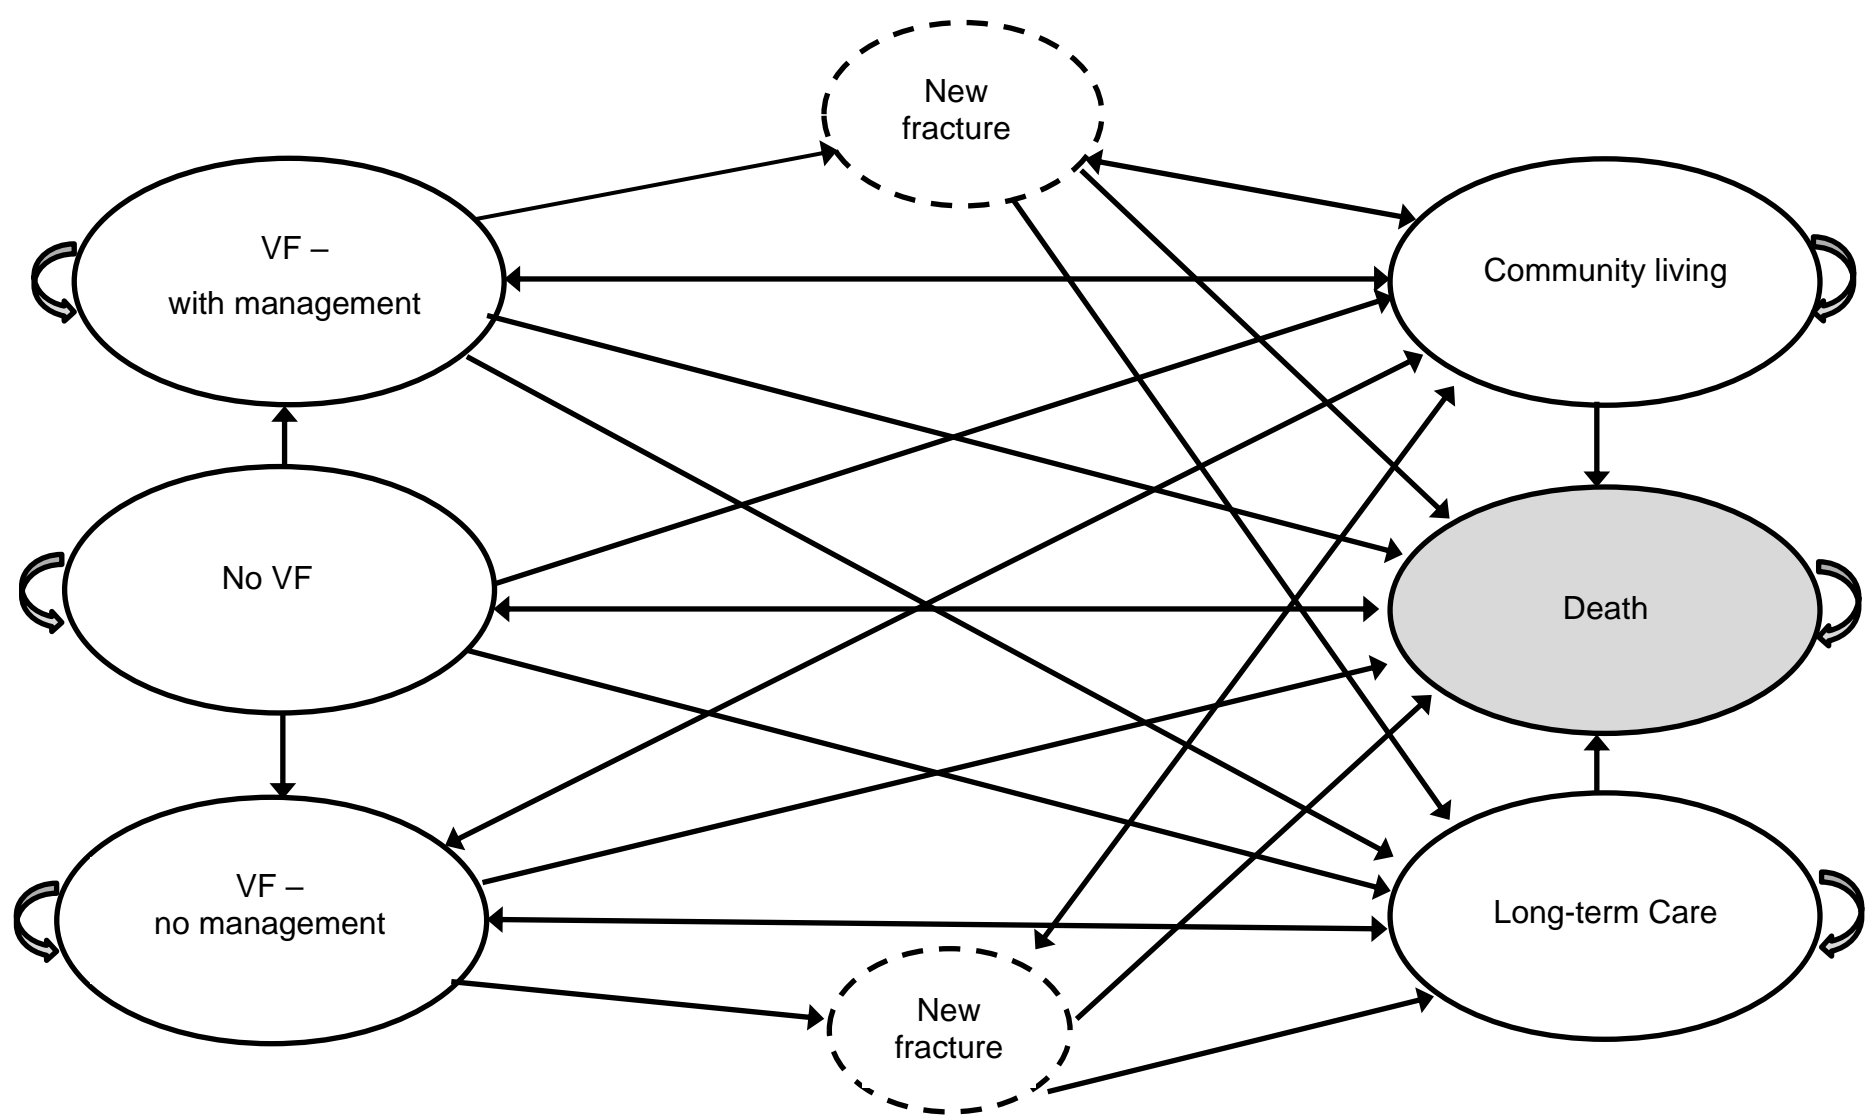 New
fracture
VF –
with management
Community living
No VF
Death
VF –
no management
Long-term Care
New
fracture